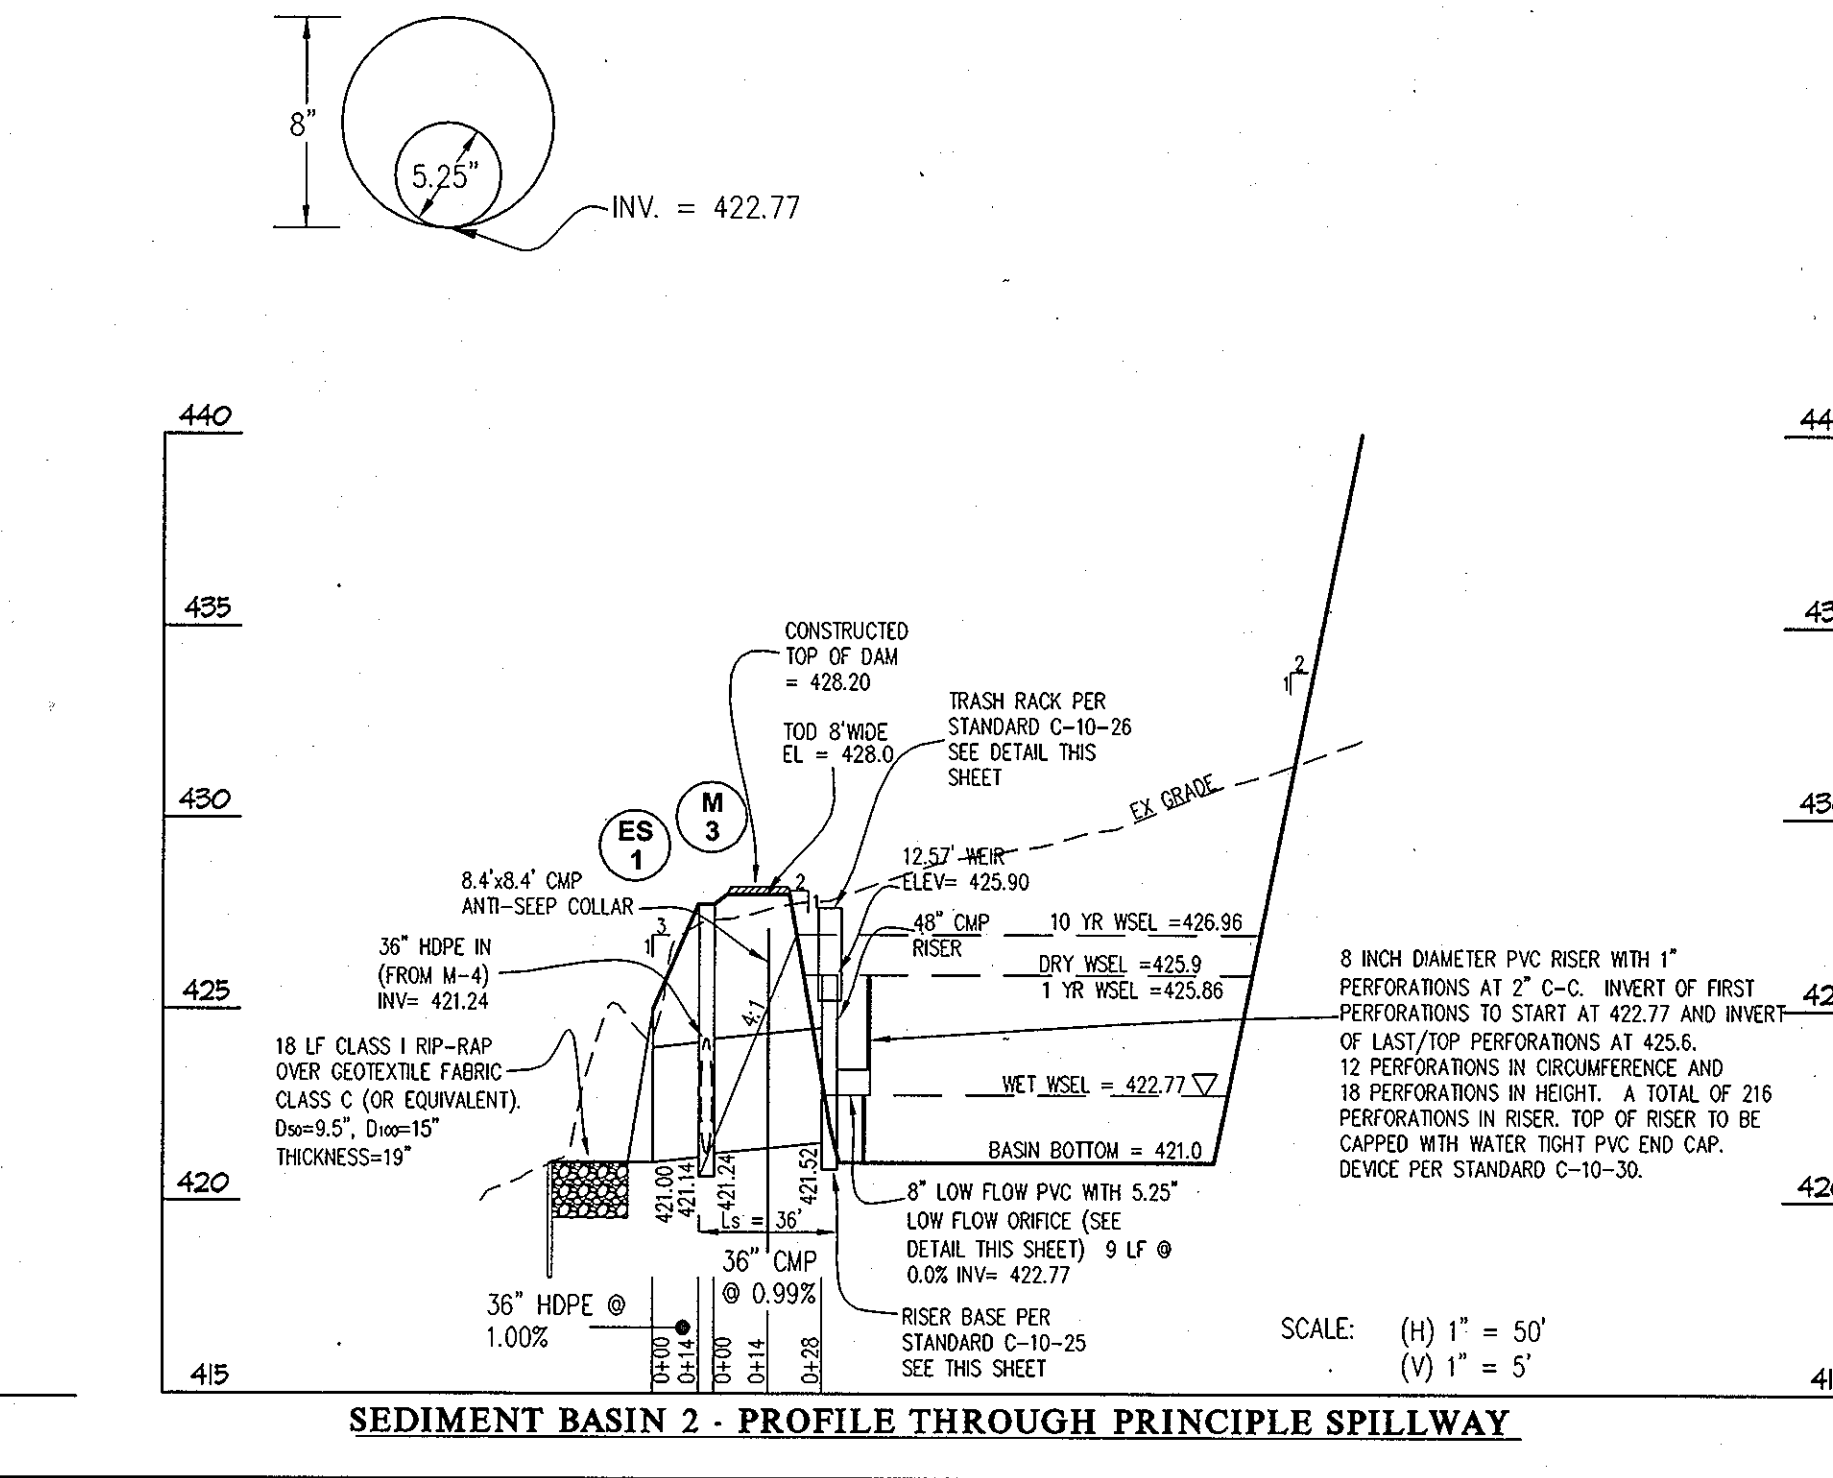 8"
5.25"
INV. = 422.77
440
435
430
425
420
415
44
43
43
42
42
41
CONSTRUCTED
TOP OF DAM
= 428.20
TOD 8'WIDE
EL = 428.0
TRASH RACK PER
STANDARD C-10-26
SEE DETAIL THIS
SHEET
2
1
EX GRADE
ES
1
M
3
12.57' WEIR
ELEV= 425.90
8.4'x8.4' CMP
ANTI-SEEP COLLAR
2
1
3
1
48" CMP
RISER
10 YR WSEL =426.96
DRY WSEL =425.9
1 YR WSEL =425.86
36" HDPE IN
(FROM M-4)
INV= 421.24
4:1
8 INCH DIAMETER PVC RISER WITH 1"
PERFORATIONS AT 2" C-C. INVERT OF FIRST
PERFORATIONS TO START AT 422.77 AND INVERT
OF LAST/TOP PERFORATIONS AT 425.6.
12 PERFORATIONS IN CIRCUMFERENCE AND
18 PERFORATIONS IN HEIGHT. A TOTAL OF 216
PERFORATIONS IN RISER. TOP OF RISER TO BE
CAPPED WITH WATER TIGHT PVC END CAP.
DEVICE PER STANDARD C-10-30.
18 LF CLASS I RIP-RAP
OVER GEOTEXTILE FABRIC
CLASS C (OR EQUIVALENT).
D50=9.5", D100=15"
THICKNESS=19"
WET WSEL = 422.77
BASIN BOTTOM = 421.0
421.00
421.14
421.24
421.52
Ls = 36'
8" LOW FLOW PVC WITH 5.25"
LOW FLOW ORIFICE (SEE
DETAIL THIS SHEET) 9 LF @
0.0% INV= 422.77
36" CMP
@ 0.99%
36" HDPE @
1.00%
RISER BASE PER
STANDARD C-10-25
SEE THIS SHEET
0+00
0+14
0+00
0+14
0+28
SCALE: (H) 1" = 50'
(V) 1" = 5'
SEDIMENT BASIN 2 - PROFILE THROUGH PRINCIPLE SPILLWAY